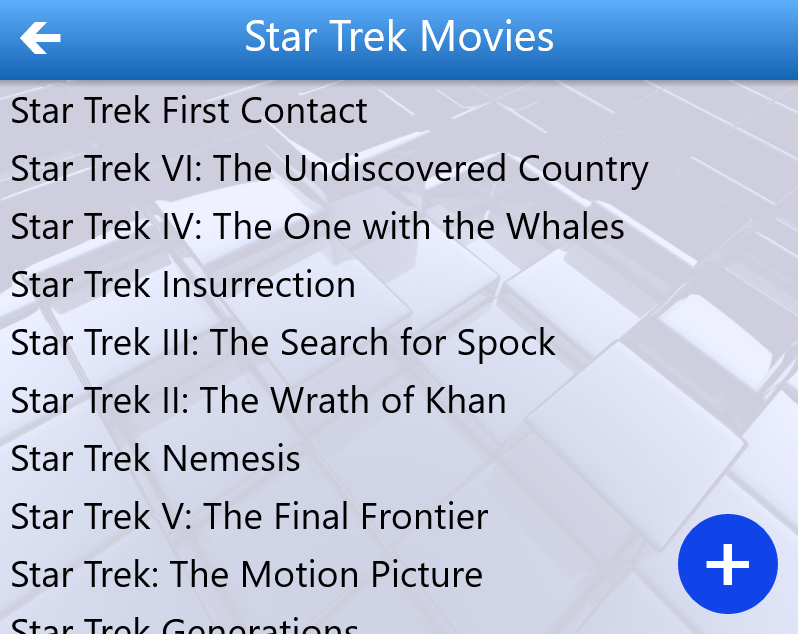 Star Trek Movies
Star Trek First Contact
Star Trek VI: The Undiscovered Country
Star Trek IV: The One with the Whales
Star Trek Insurrection
Star Trek III: The Search for Spock
Star Trek II: The Wrath of Khan
Star Trek Nemesis
Star Trek V: The Final Frontier
Star Trek: The Motion Picture
Star Trek Generations